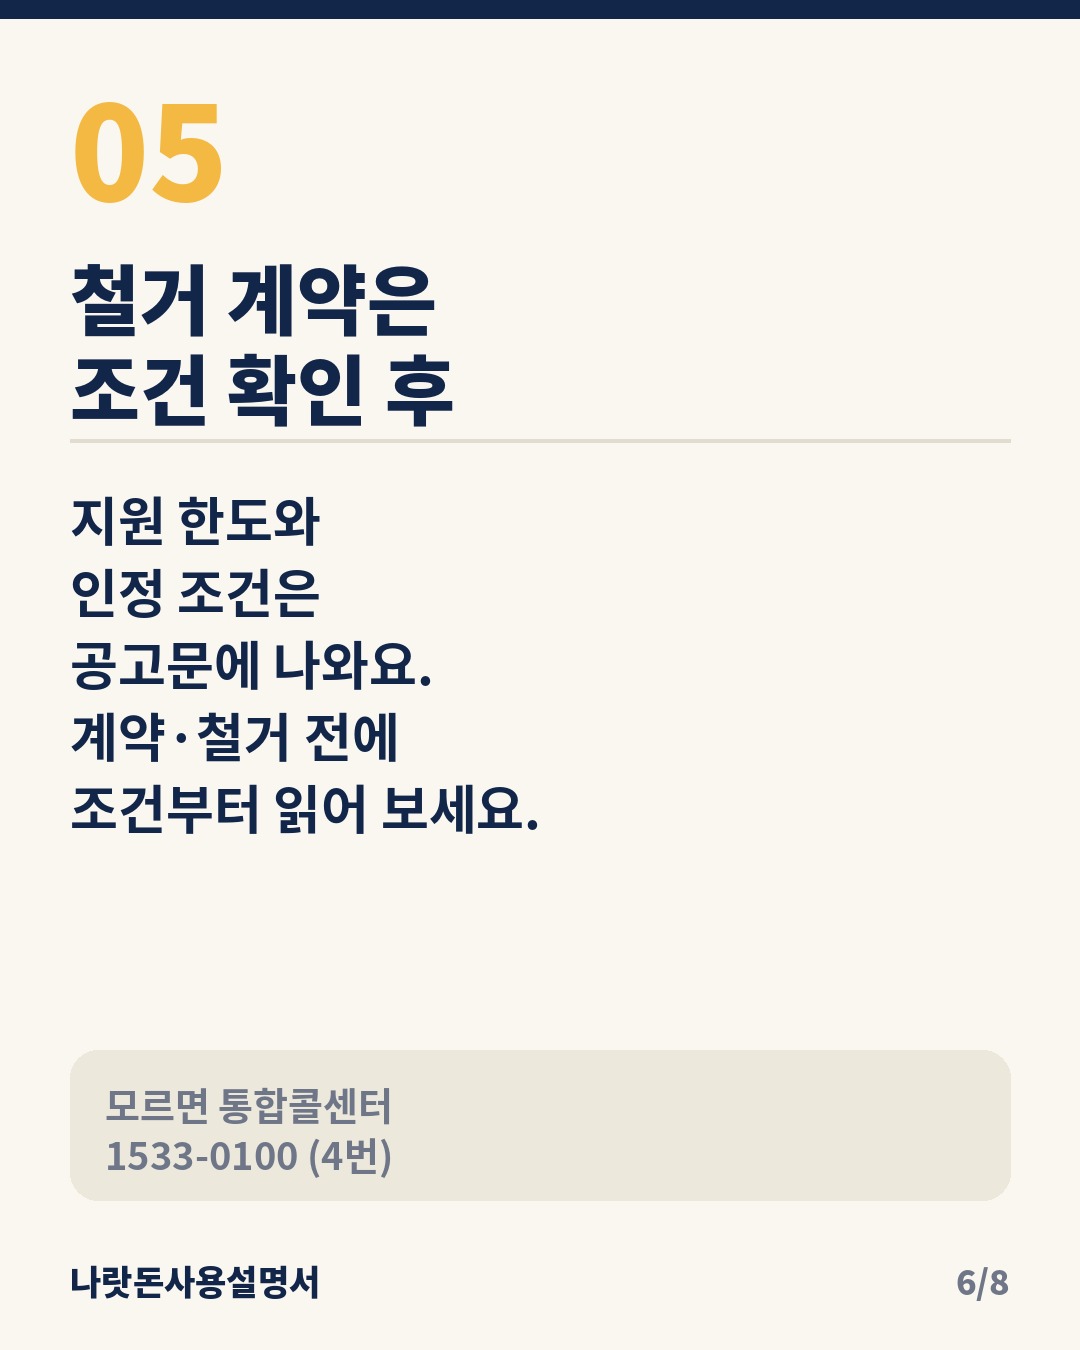 05
철거 계약은
조건 확인 후
지원 한도와
인정 조건은
공고문에 나와요.
계약·철거 전에
조건부터 읽어 보세요.
모르면 통합콜센터
1533-0100 (4번)
나랏돈사용설명서
6/8